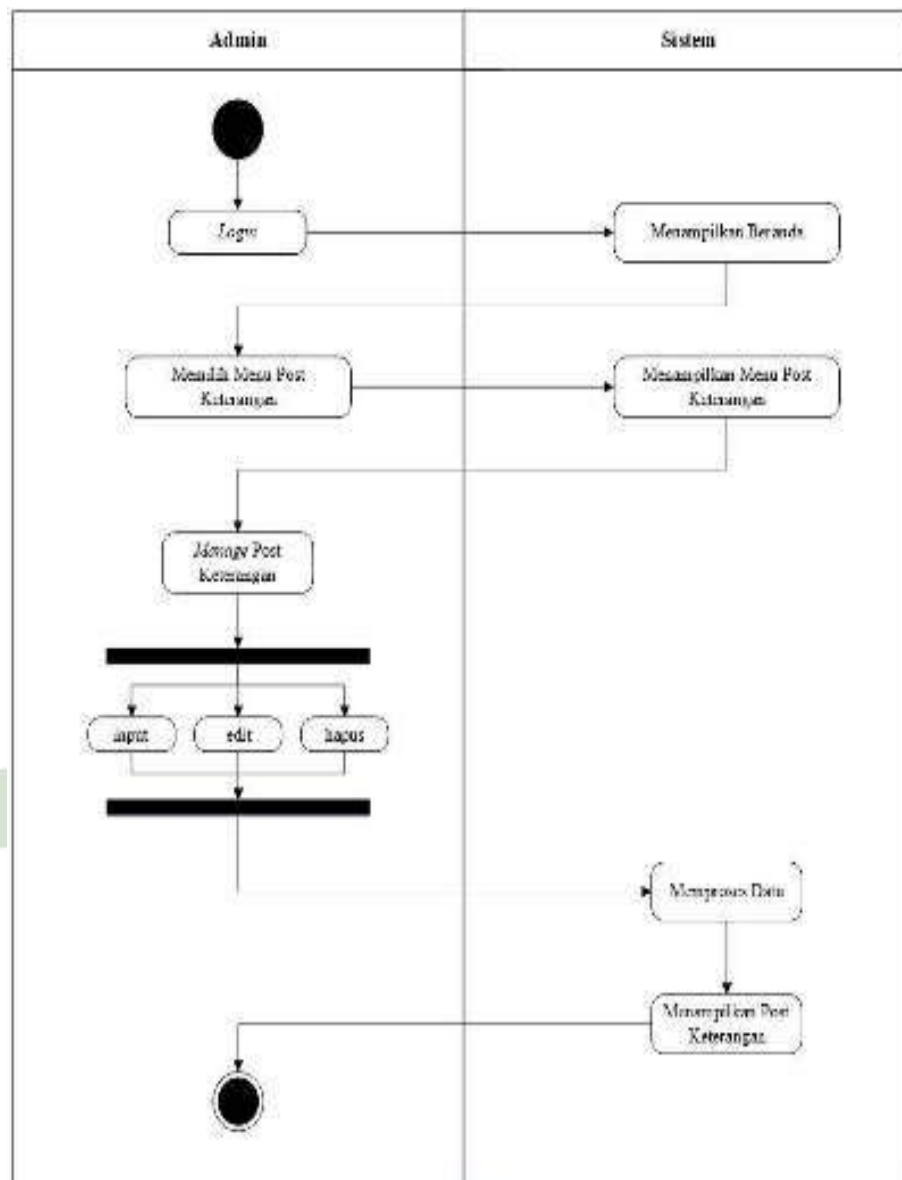 Admin
Sistem
Login
Menampilkan Beranda
Memilih Menu Post
Keterangan
Menampilkan Menu Post
Keterangan
Manage Post
Keterangan
input
edit
hapus
Memproses Data
Menampilkan Post
Keterangan